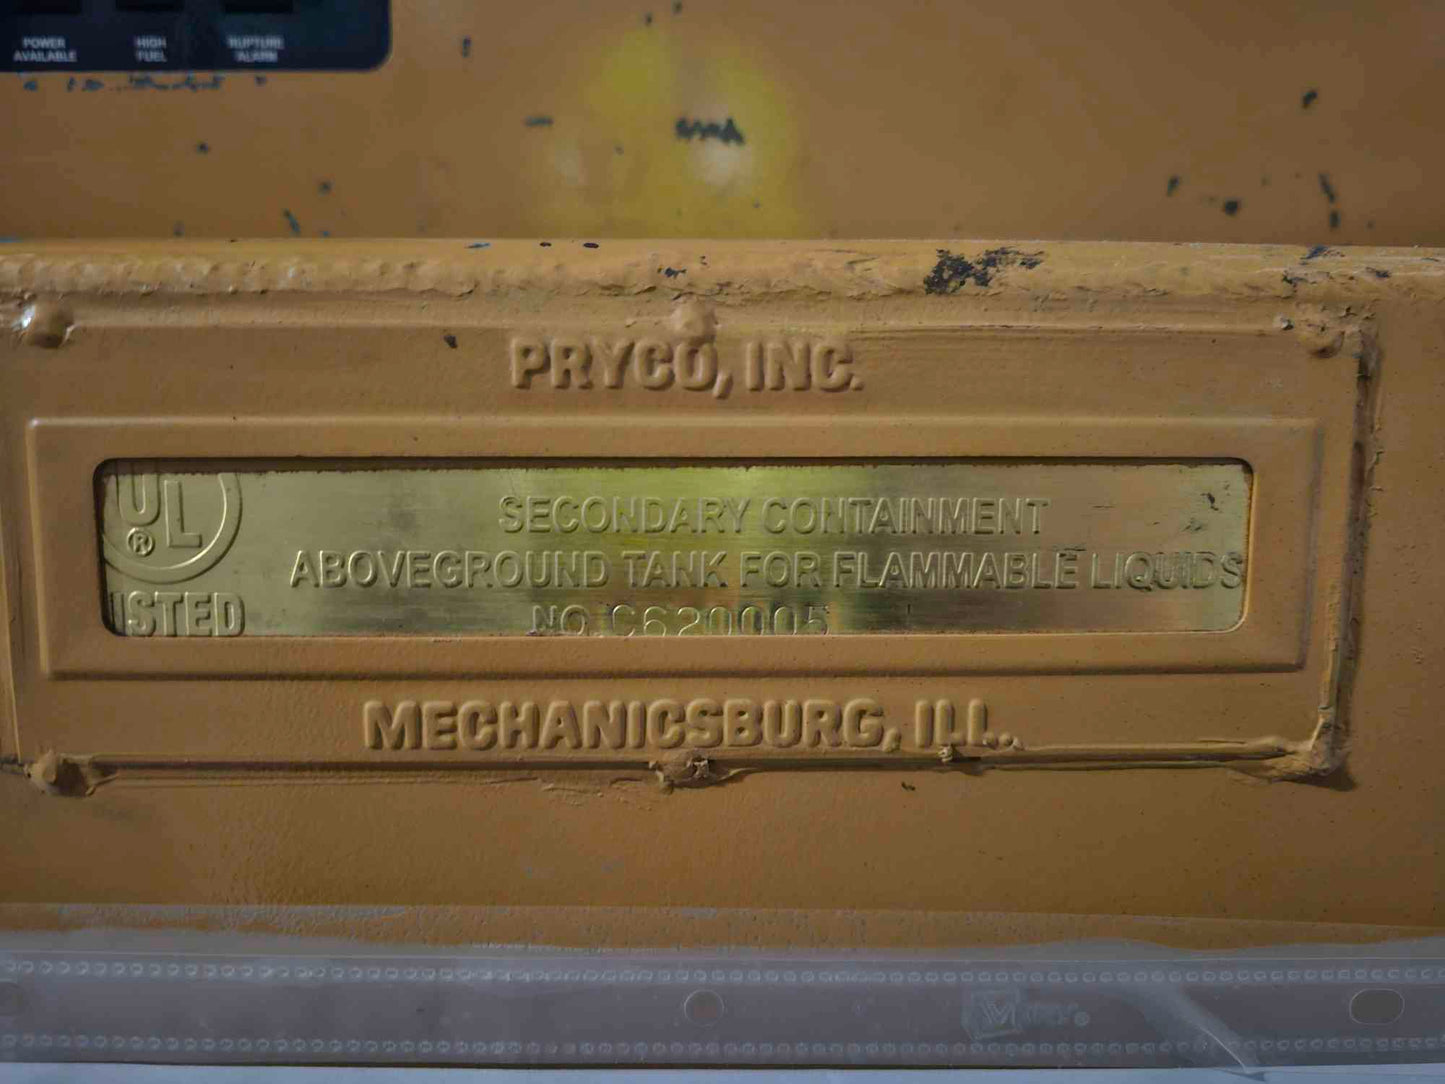 POWER AVAILABLE
HIGH FUEL
RUPTURE ALARM
PRYCO, INC.
UL
®
ISTED
SECONDARY CONTAINMENT
ABOVEGROUND TANK FOR FLAMMABLE LIQUIDS
NO. C620005
MECHANICSBURG, ILL.